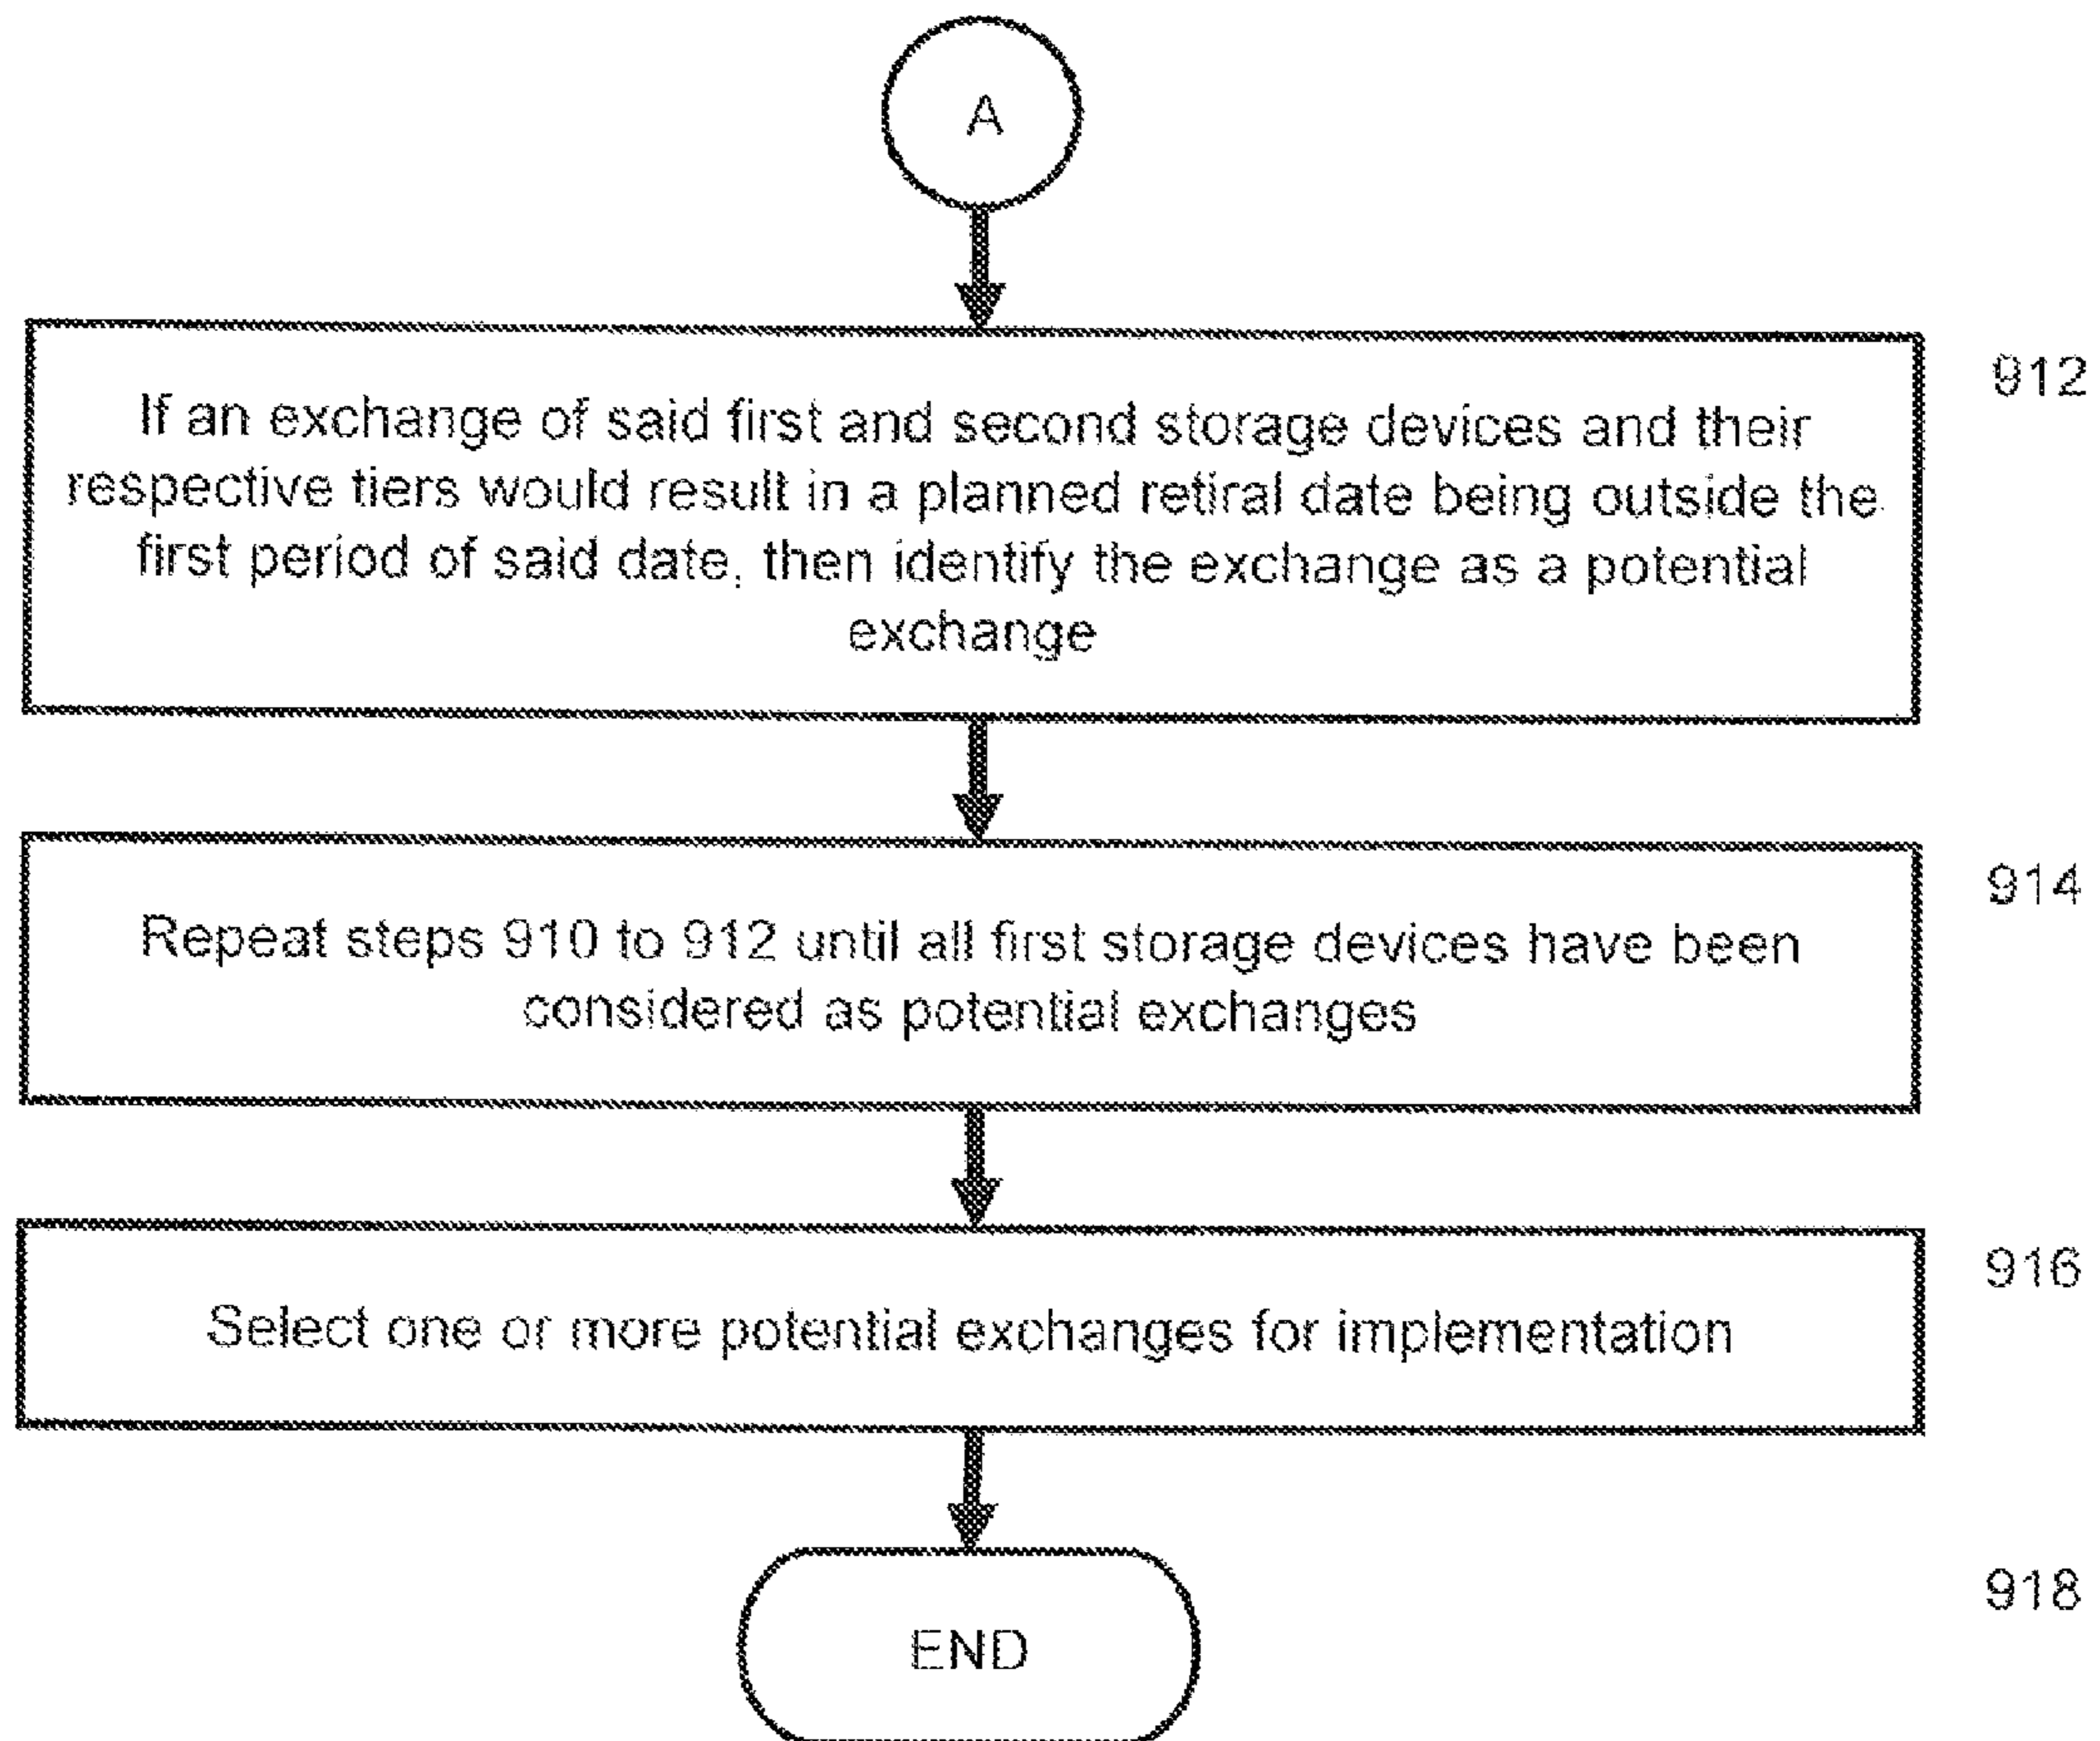 A
If an exchange of said first and second storage devices and their
respective tiers would result in a planned retiral date being outside the
first period of said date, then identify the exchange as a potential
exchange
912
Repeat steps 910 to 912 until all first storage devices have been
considered as potential exchanges
914
Select one or more potential exchanges for implementation
916
END
918